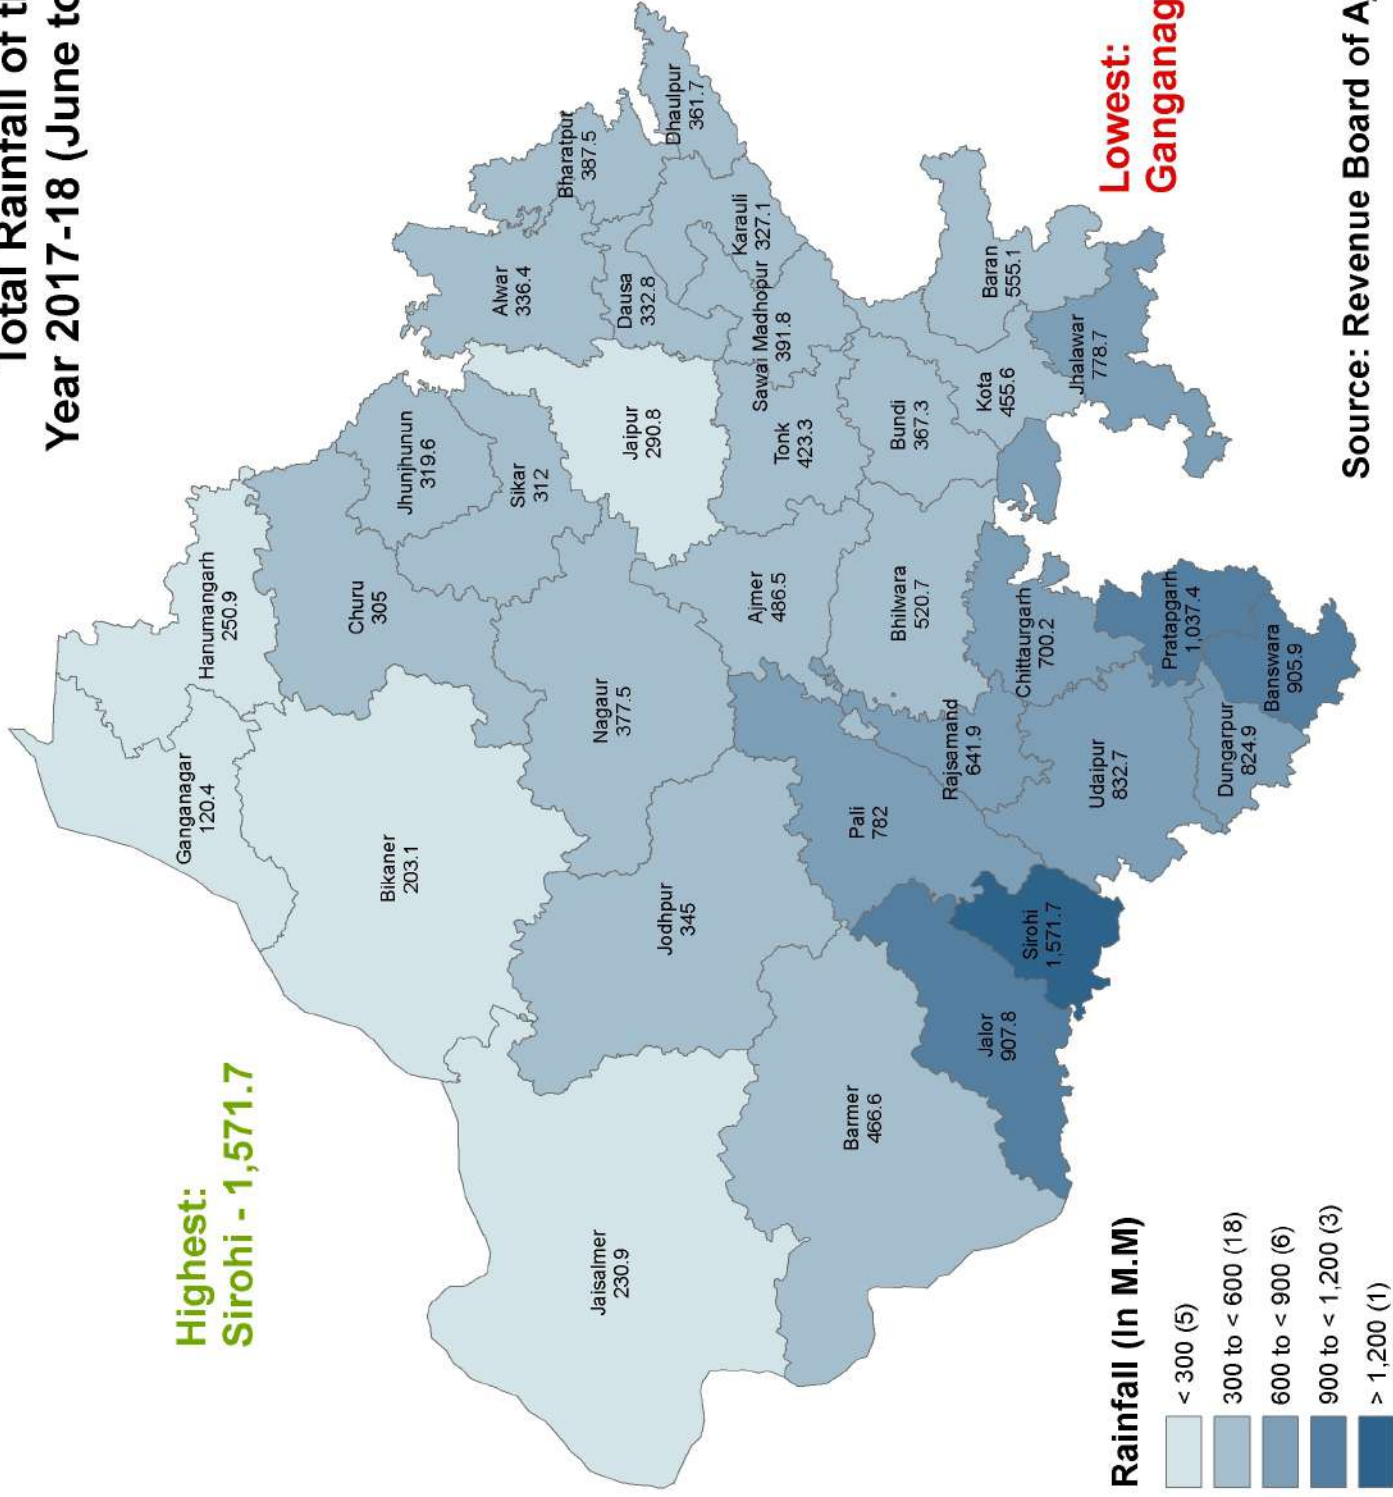 Total Rainfall of t
Year 2017-18 (June to
Highest:
Sirohi - 1,571.7
Ganganagar
120.4
Hanumangarh
250.9
Bikaner
203.1
Churu
305
Jhunjhunun
319.6
Sikar
312
Alwar
336.4
Bharatpur
387.5
Dhaulpur
361.7
Dausa
332.8
Jaipur
290.8
Karauli
327.1
Sawai Madhopur
391.8
Tonk
423.3
Nagaur
377.5
Jaisalmer
230.9
Jodhpur
345
Ajmer
486.5
Barmer
466.6
Pali
782
Bhilwara
520.7
Bundi
367.3
Kota
455.6
Baran
555.1
Jhalawar
778.7
Rajsamand
641.9
Chittaurgarh
700.2
Jalor
907.8
Sirohi
1,571.7
Udaipur
832.7
Pratapgarh
1,037.4
Dungarpur
824.9
Banswara
905.9
Lowest:
Ganganag
Rainfall (In M.M)
< 300 (5)
300 to < 600 (18)
600 to < 900 (6)
900 to < 1,200 (3)
> 1,200 (1)
Source: Revenue Board of A